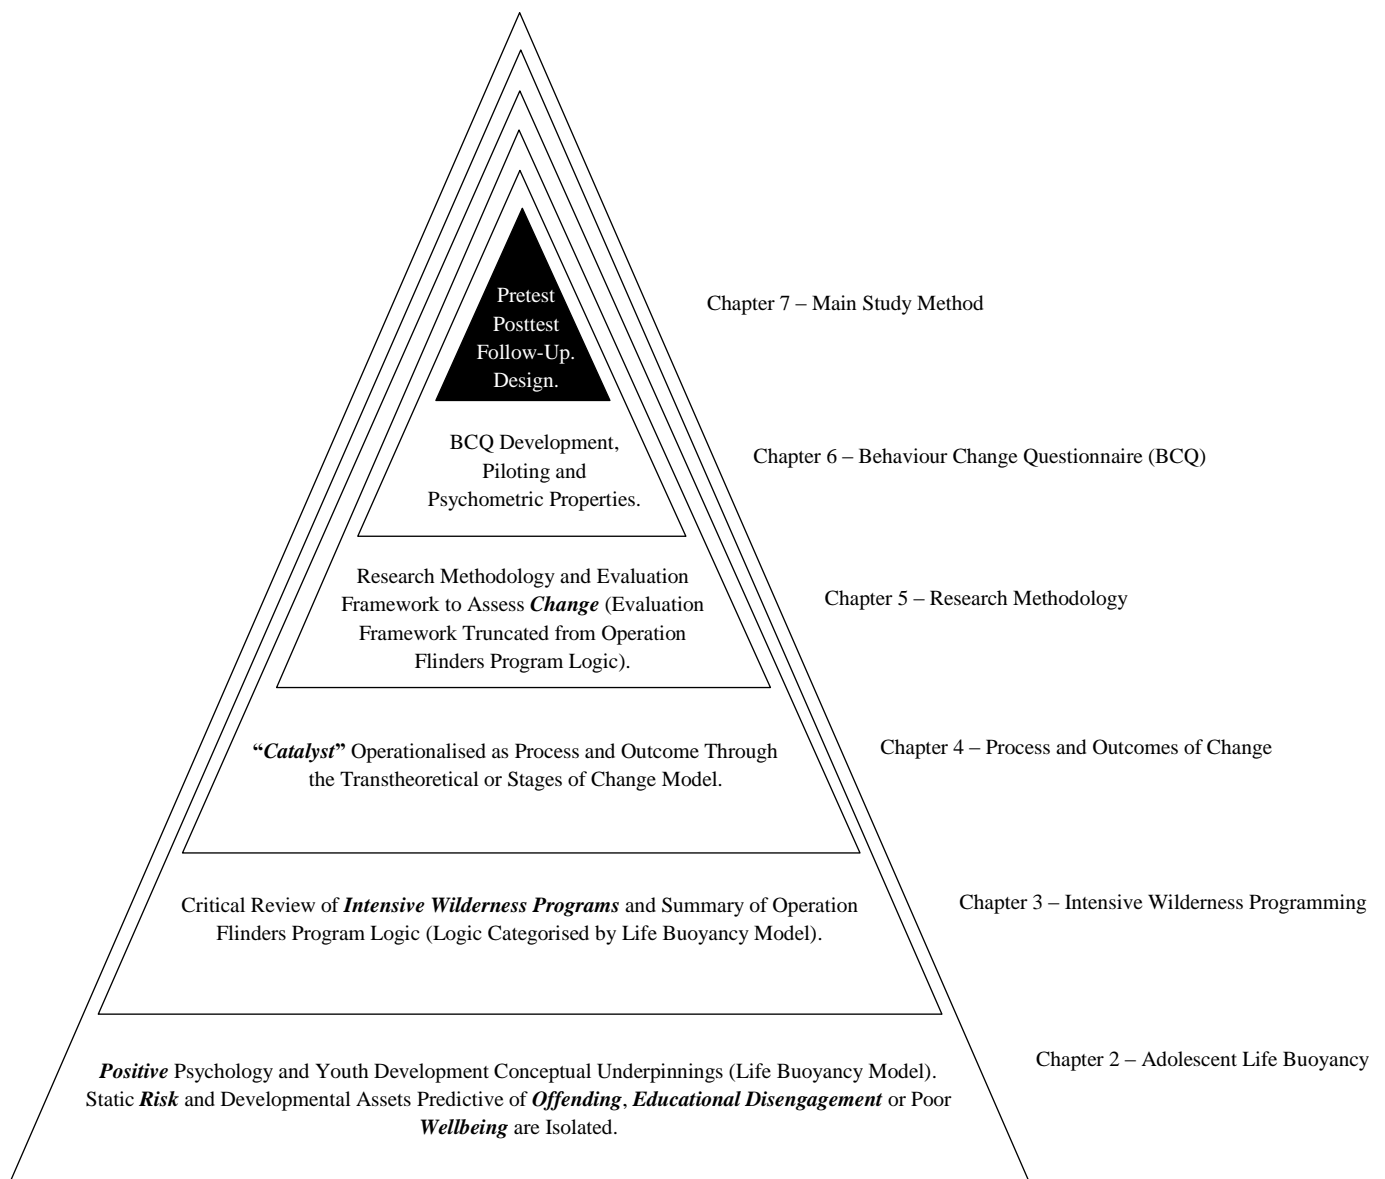 Pretest
Posttest
Follow-Up.
Design.
Chapter 7 – Main Study Method
BCQ Development,
Piloting and
Psychometric Properties.
Chapter 6 – Behaviour Change Questionnaire (BCQ)
Research Methodology and Evaluation
Framework to Assess Change (Evaluation
Framework Truncated from Operation
Flinders Program Logic).
Chapter 5 – Research Methodology
“Catalyst” Operationalised as Process and Outcome Through
the Transtheoretical or Stages of Change Model.
Chapter 4 – Process and Outcomes of Change
Critical Review of Intensive Wilderness Programs and Summary of Operation
Flinders Program Logic (Logic Categorised by Life Buoyancy Model).
Chapter 3 – Intensive Wilderness Programming
Positive Psychology and Youth Development Conceptual Underpinnings (Life Buoyancy Model).
Static Risk and Developmental Assets Predictive of Offending, Educational Disengagement or Poor
Wellbeing are Isolated.
Chapter 2 – Adolescent Life Buoyancy